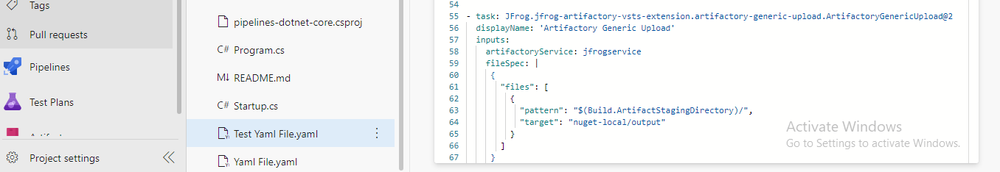 Tags
Pull requests
Pipelines
Test Plans
Project settings
pipelines-dotnet-core.csproj
C# Program.cs
M↓ README.md
C# Startup.cs
Test Yaml File.yaml
Yaml File.yaml
54
55 - task: JFrog.jfrog-artifactory-vsts-extension.artifactory-generic-upload.ArtifactoryGenericUpload@2
56 displayName: 'Artifactory Generic Upload'
57 inputs:
58 artifactoryService: jfrogservice
59 fileSpec: |
60 {
61 "files": [
62 {
63 "pattern": "$(Build.ArtifactStagingDirectory)/",
64 "target": "nuget-local/output"
65 }
66 ]
67 }
Activate Windows
Go to Settings to activate Windows.